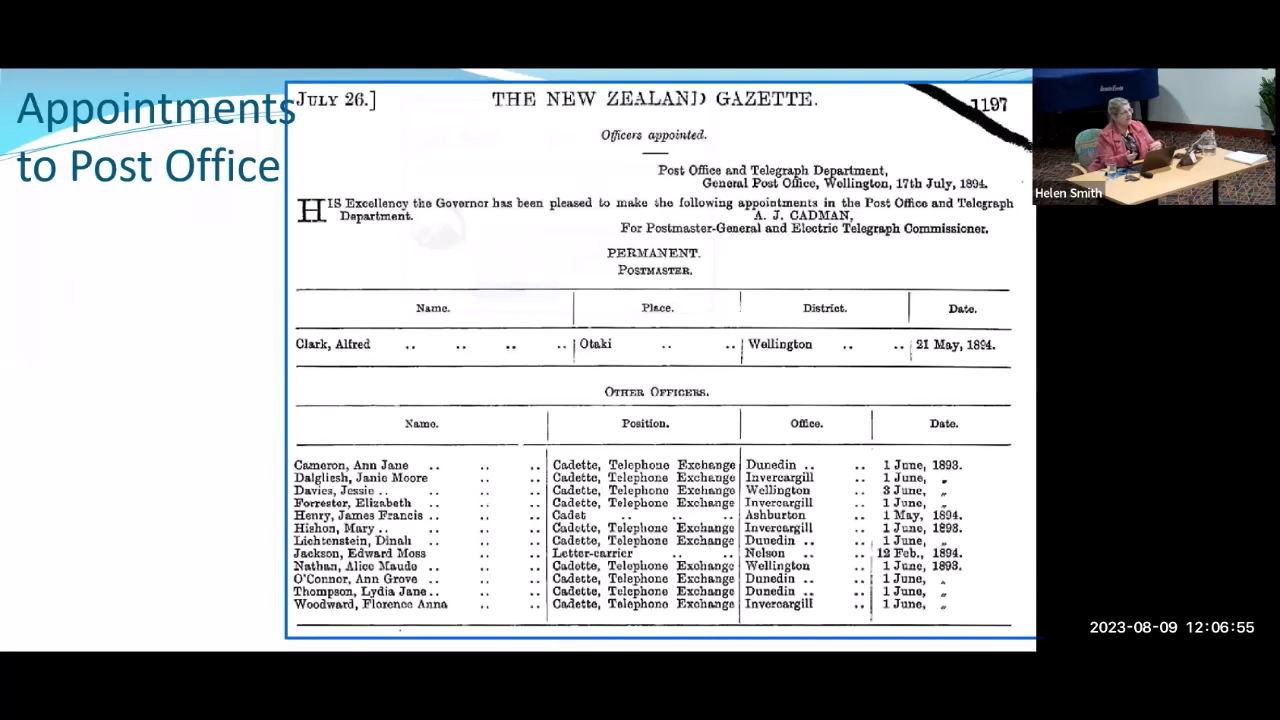 Appointments
to Post Office
JULY 26.] THE NEW ZEALAND GAZETTE. 1197
Officers appointed.
Post Office and Telegraph Department,
General Post Office, Wellington, 17th July, 1894.
HIS Excellency the Governor has been pleased to make the following appointments in the Post Office and Telegraph
Department.
A. J. CADMAN,
For Postmaster-General and Electric Telegraph Commissioner.
PERMANENT.
POSTMASTER.
Name. Place. District. Date.
Clark, Alfred .. .. .. .. Otaki .. .. Wellington .. .. 21 May, 1894.
OTHER OFFICERS.
Name. Position. Office. Date.
Cameron, Ann Jane .. .. .. Cadette, Telephone Exchange Dunedin .. .. 1 June, 1893.
Dalgliesh, Janie Moore .. .. Cadette, Telephone Exchange Invercargill .. 1 June, „
Davies, Jessie .. .. .. .. Cadette, Telephone Exchange Wellington .. 3 June, „
Forrester, Elizabeth .. .. .. Cadette, Telephone Exchange Invercargill .. 1 June, „
Henry, James Francis .. .. .. Cadet .. .. Ashburton .. 1 May, 1894.
Hishon, Mary .. .. .. .. Cadette, Telephone Exchange Invercargill .. 1 June, 1893.
Lichtenstein, Dinah .. .. .. Cadette, Telephone Exchange Dunedin .. .. 1 June, „
Jackson, Edward Moss .. .. Letter-carrier .. .. Nelson .. .. 12 Feb., 1894.
Nathan, Alice Maude .. .. .. Cadette, Telephone Exchange Wellington .. 1 June, 1893.
O'Connor, Ann Grove .. .. .. Cadette, Telephone Exchange Dunedin .. .. 1 June, „
Thompson, Lydia Jane .. .. .. Cadette, Telephone Exchange Dunedin .. .. 1 June, „
Woodward, Florence Anna .. .. Cadette, Telephone Exchange Invercargill .. 1 June, „
Helen Smith
2023-08-09 12:06:55